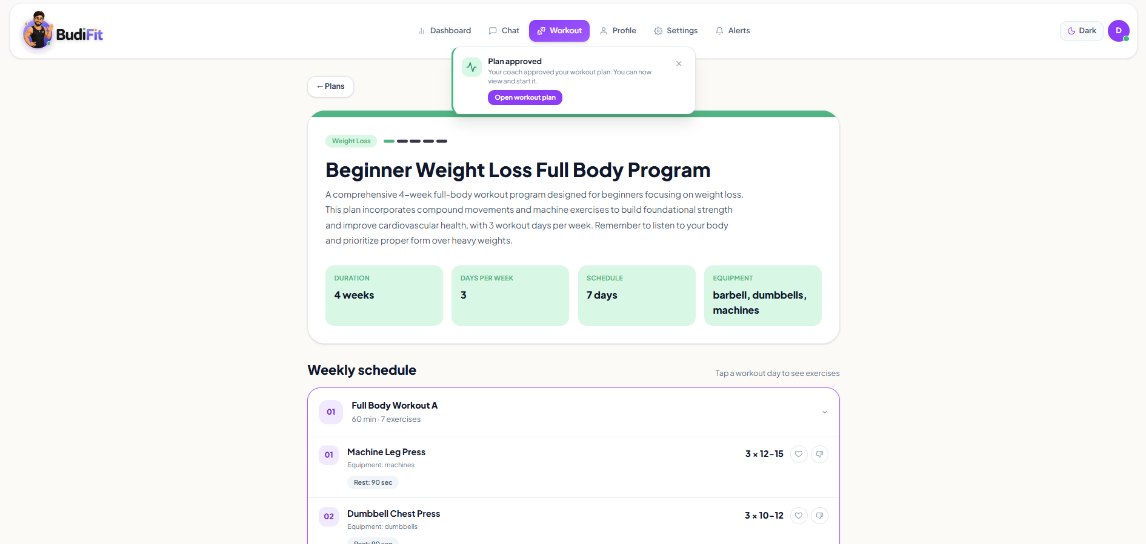 BudiFit
Dashboard
Chat
Workout
Profile
Settings
Alerts
Dark
D
Plan approved
Your coach approved your workout plan. You can now
view and start it.
Open workout plan
← Plans
Weight Loss
Beginner Weight Loss Full Body Program
A comprehensive 4-week full-body workout program designed for beginners focusing on weight loss.
This plan incorporates compound movements and machine exercises to build foundational strength
and improve cardiovascular health, with 3 workout days per week. Remember to listen to your body
and prioritize proper form over heavy weights.
DURATION
4 weeks
DAYS PER WEEK
3
SCHEDULE
7 days
EQUIPMENT
barbell, dumbbells,
machines
Weekly schedule
Tap a workout day to see exercises
01
Full Body Workout A
60 min · 7 exercises
01
Machine Leg Press
3 × 12-15
Equipment: machines
Rest: 90 sec
02
Dumbbell Chest Press
3 × 10-12
Equipment: dumbbells
Rest: 90 sec